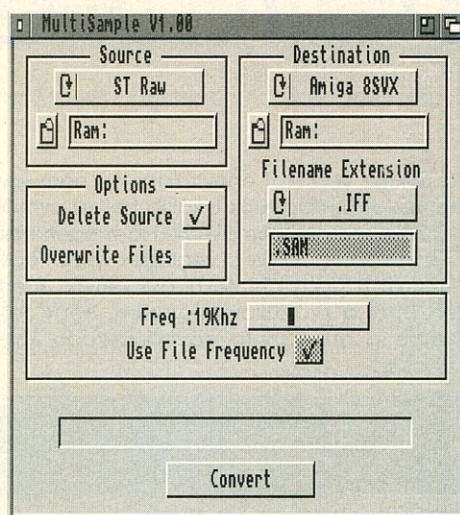 MultiSample V1.00
Source
ST Raw
Ram:
Options
Delete Source
Overwrite Files
Destination
Amiga 8SVX
Ram:
Filename Extension
.IFF
.SAM
Freq :19Khz
Use File Frequency
Convert